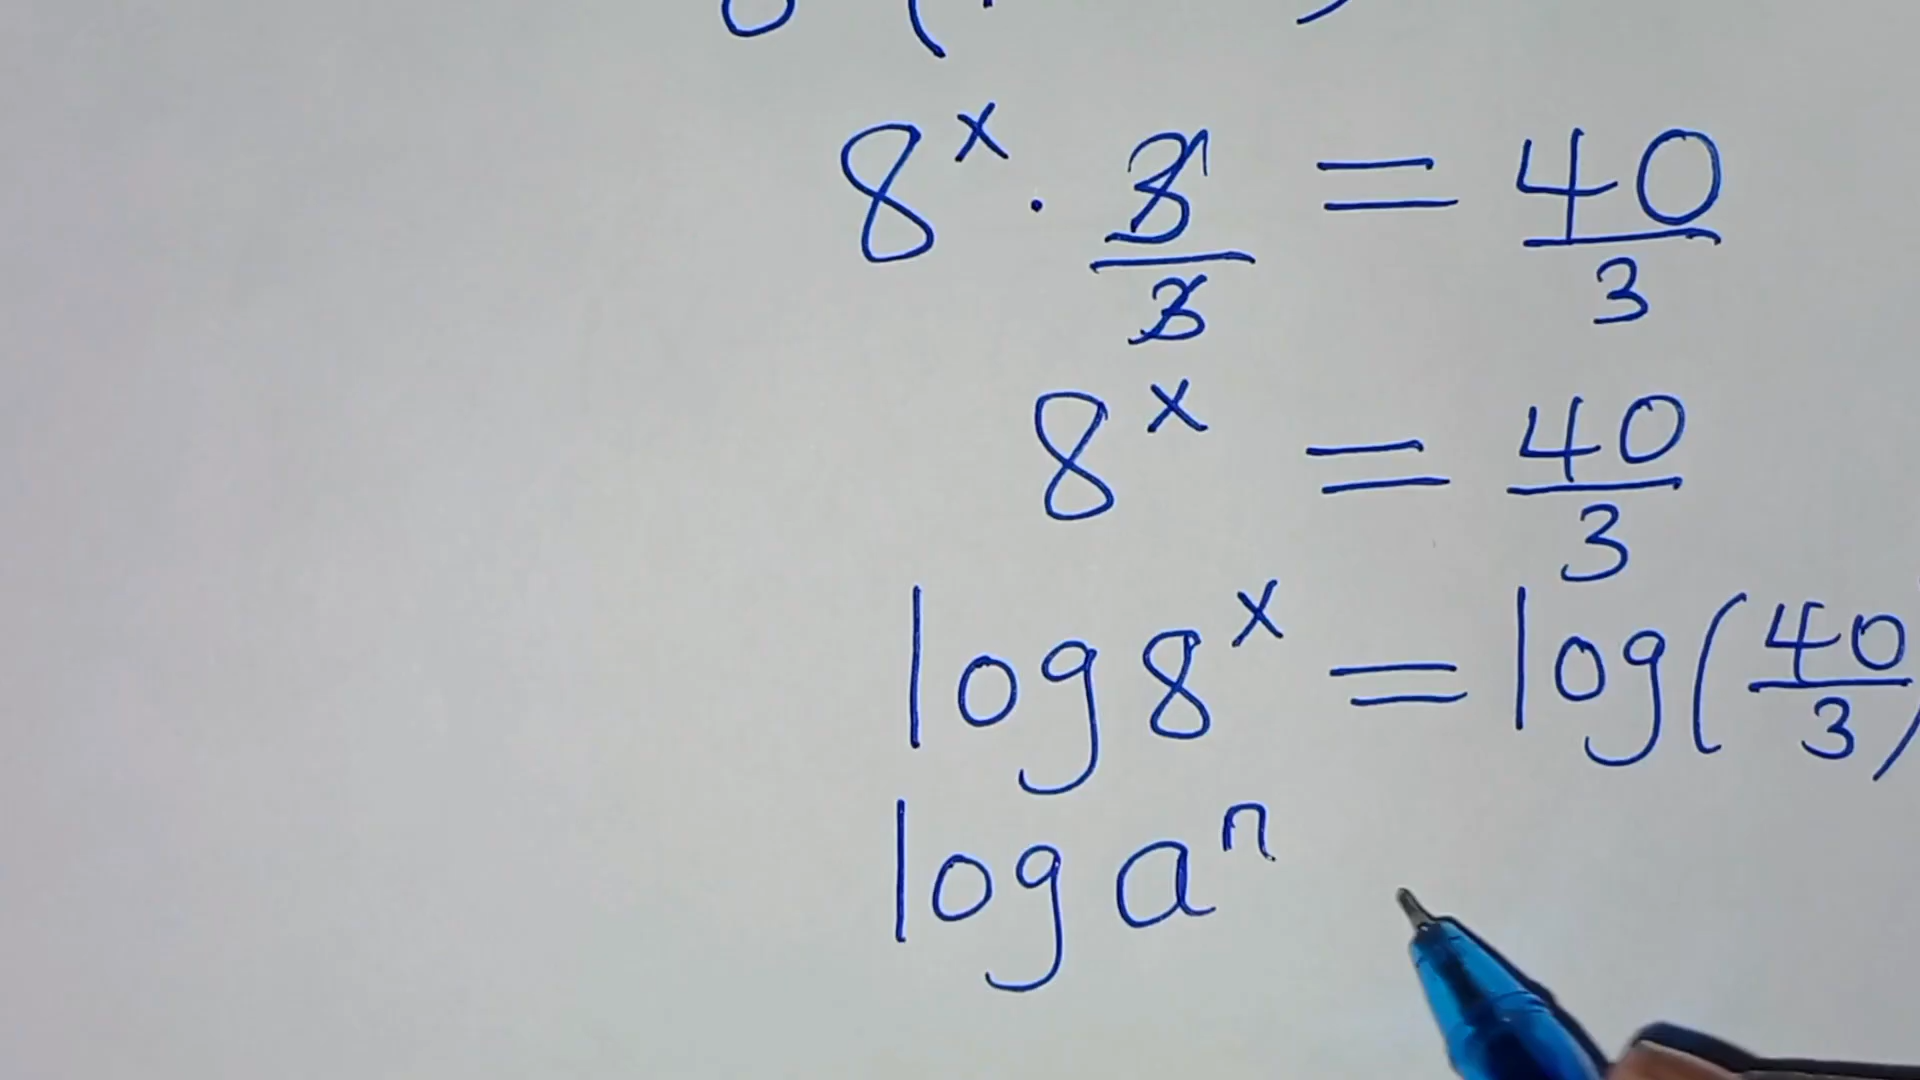 8^x · 3/3 = 40/3
8^x = 40/3
log 8^x = log(40/3)
log a^n